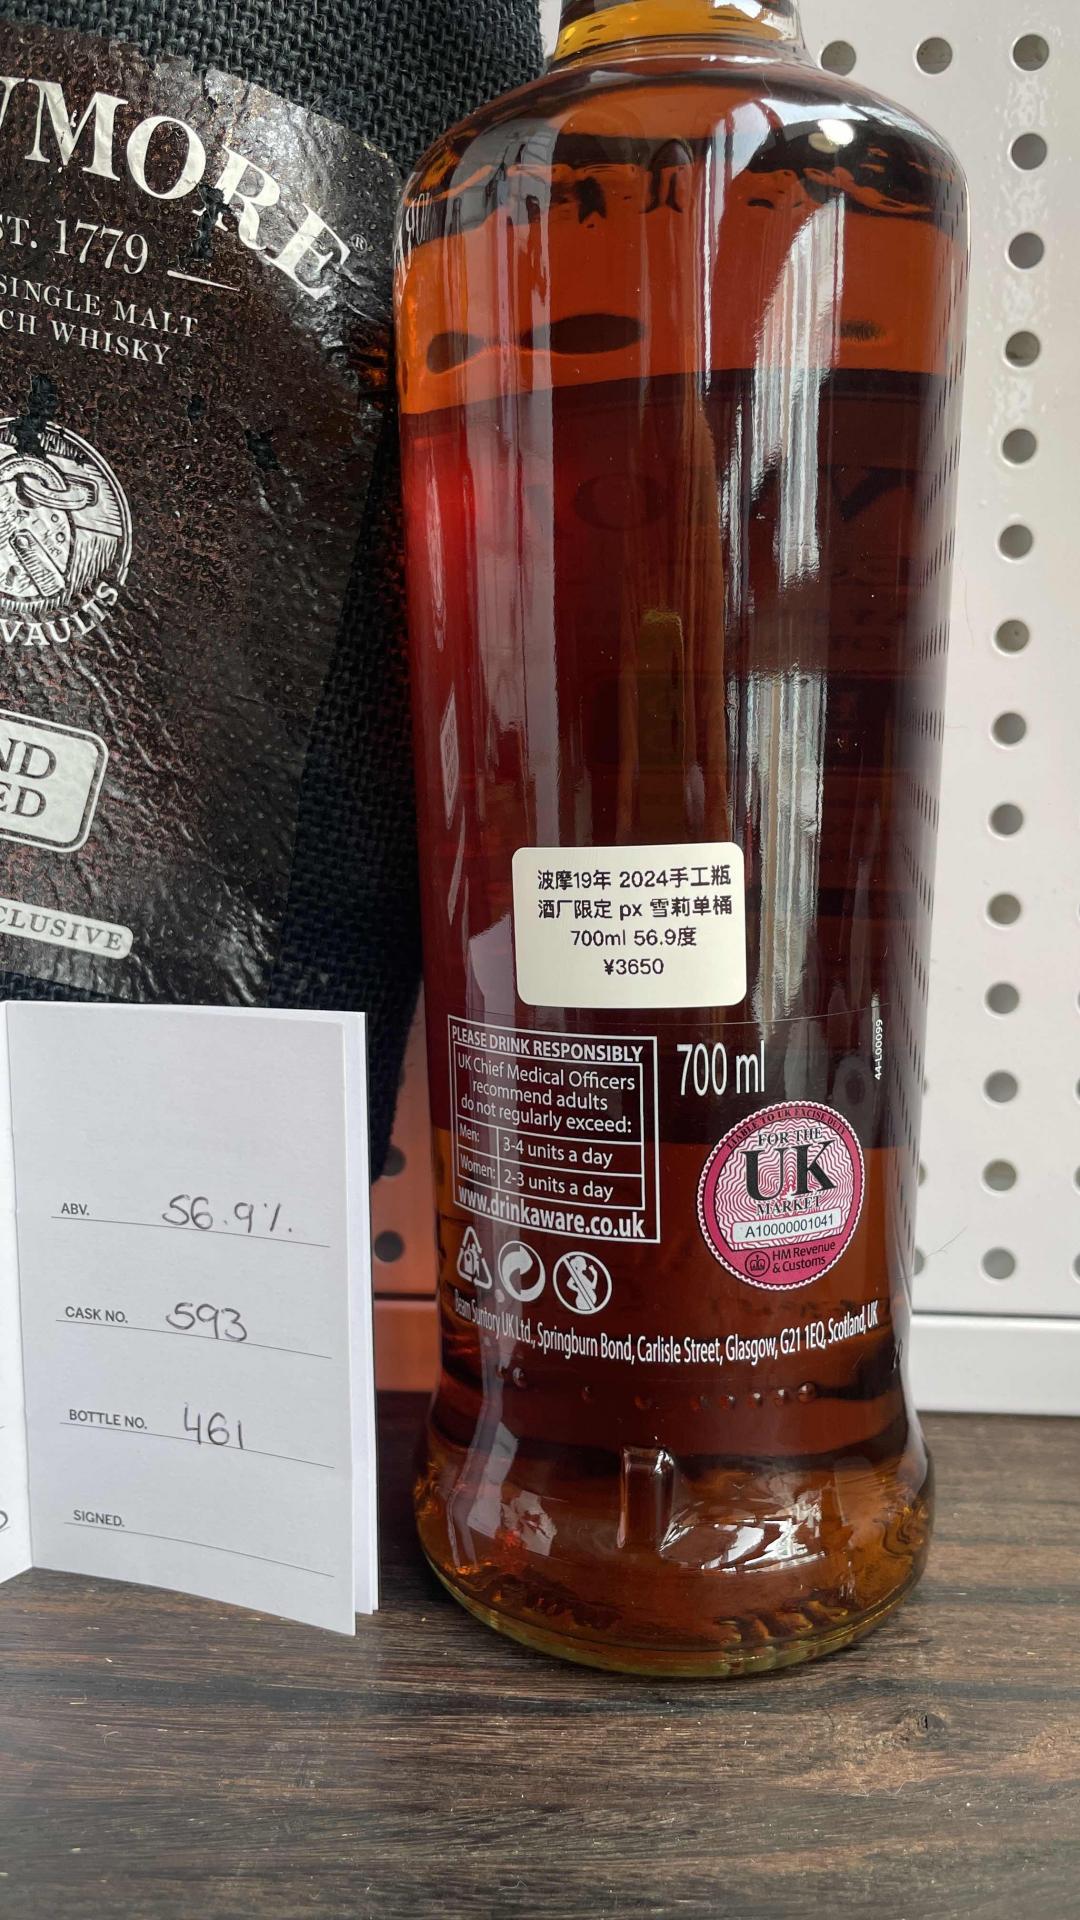 MORE®
1779
SINGLE MALT
WHISKY
VAULTS
波摩19年 2024手工瓶
酒厂限定 px 雪莉单桶
700ml 56.9度
¥3650
PLEASE DRINK RESPONSIBLY
UK Chief Medical Officers
recommend adults
do not regularly exceed:
Men: 3-4 units a day
Women: 2-3 units a day
www.drinkaware.co.uk
700 ml
44-L00099
LIABLE TO UK EXCISE DUTY
FOR THE
UK
MARKET
A10000001041
HM Revenue
& Customs
Beam Suntory UK Ltd., Springburn Bond, Carlisle Street, Glasgow, G21 1EQ, Scotland, UK
ABV. 56.9%.
CASK NO. 593
BOTTLE NO. 461
SIGNED.